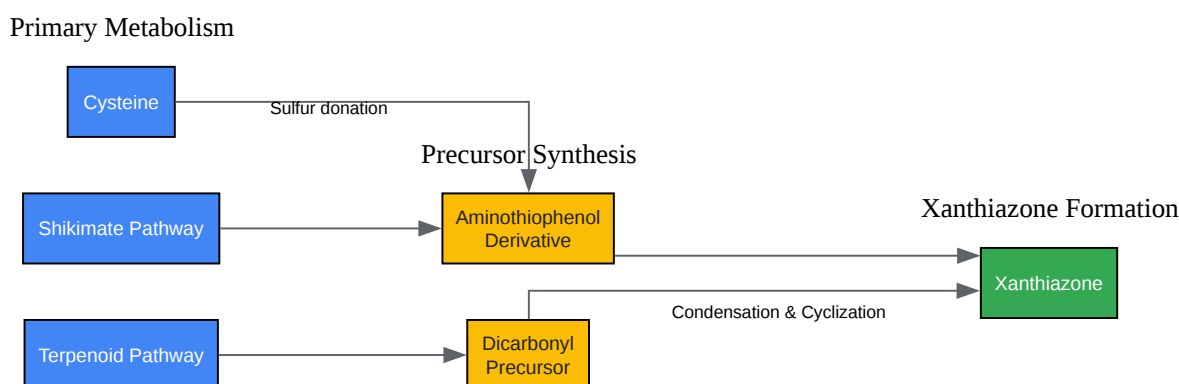 Primary Metabolism
Cysteine
Sulfur donation
Precursor Synthesis
Shikimate Pathway
Aminothiophenol
Derivative
Xanthiazone Formation
Xanthiazone
Condensation & Cyclization
Terpenoid Pathway
Dicarbonyl
Precursor